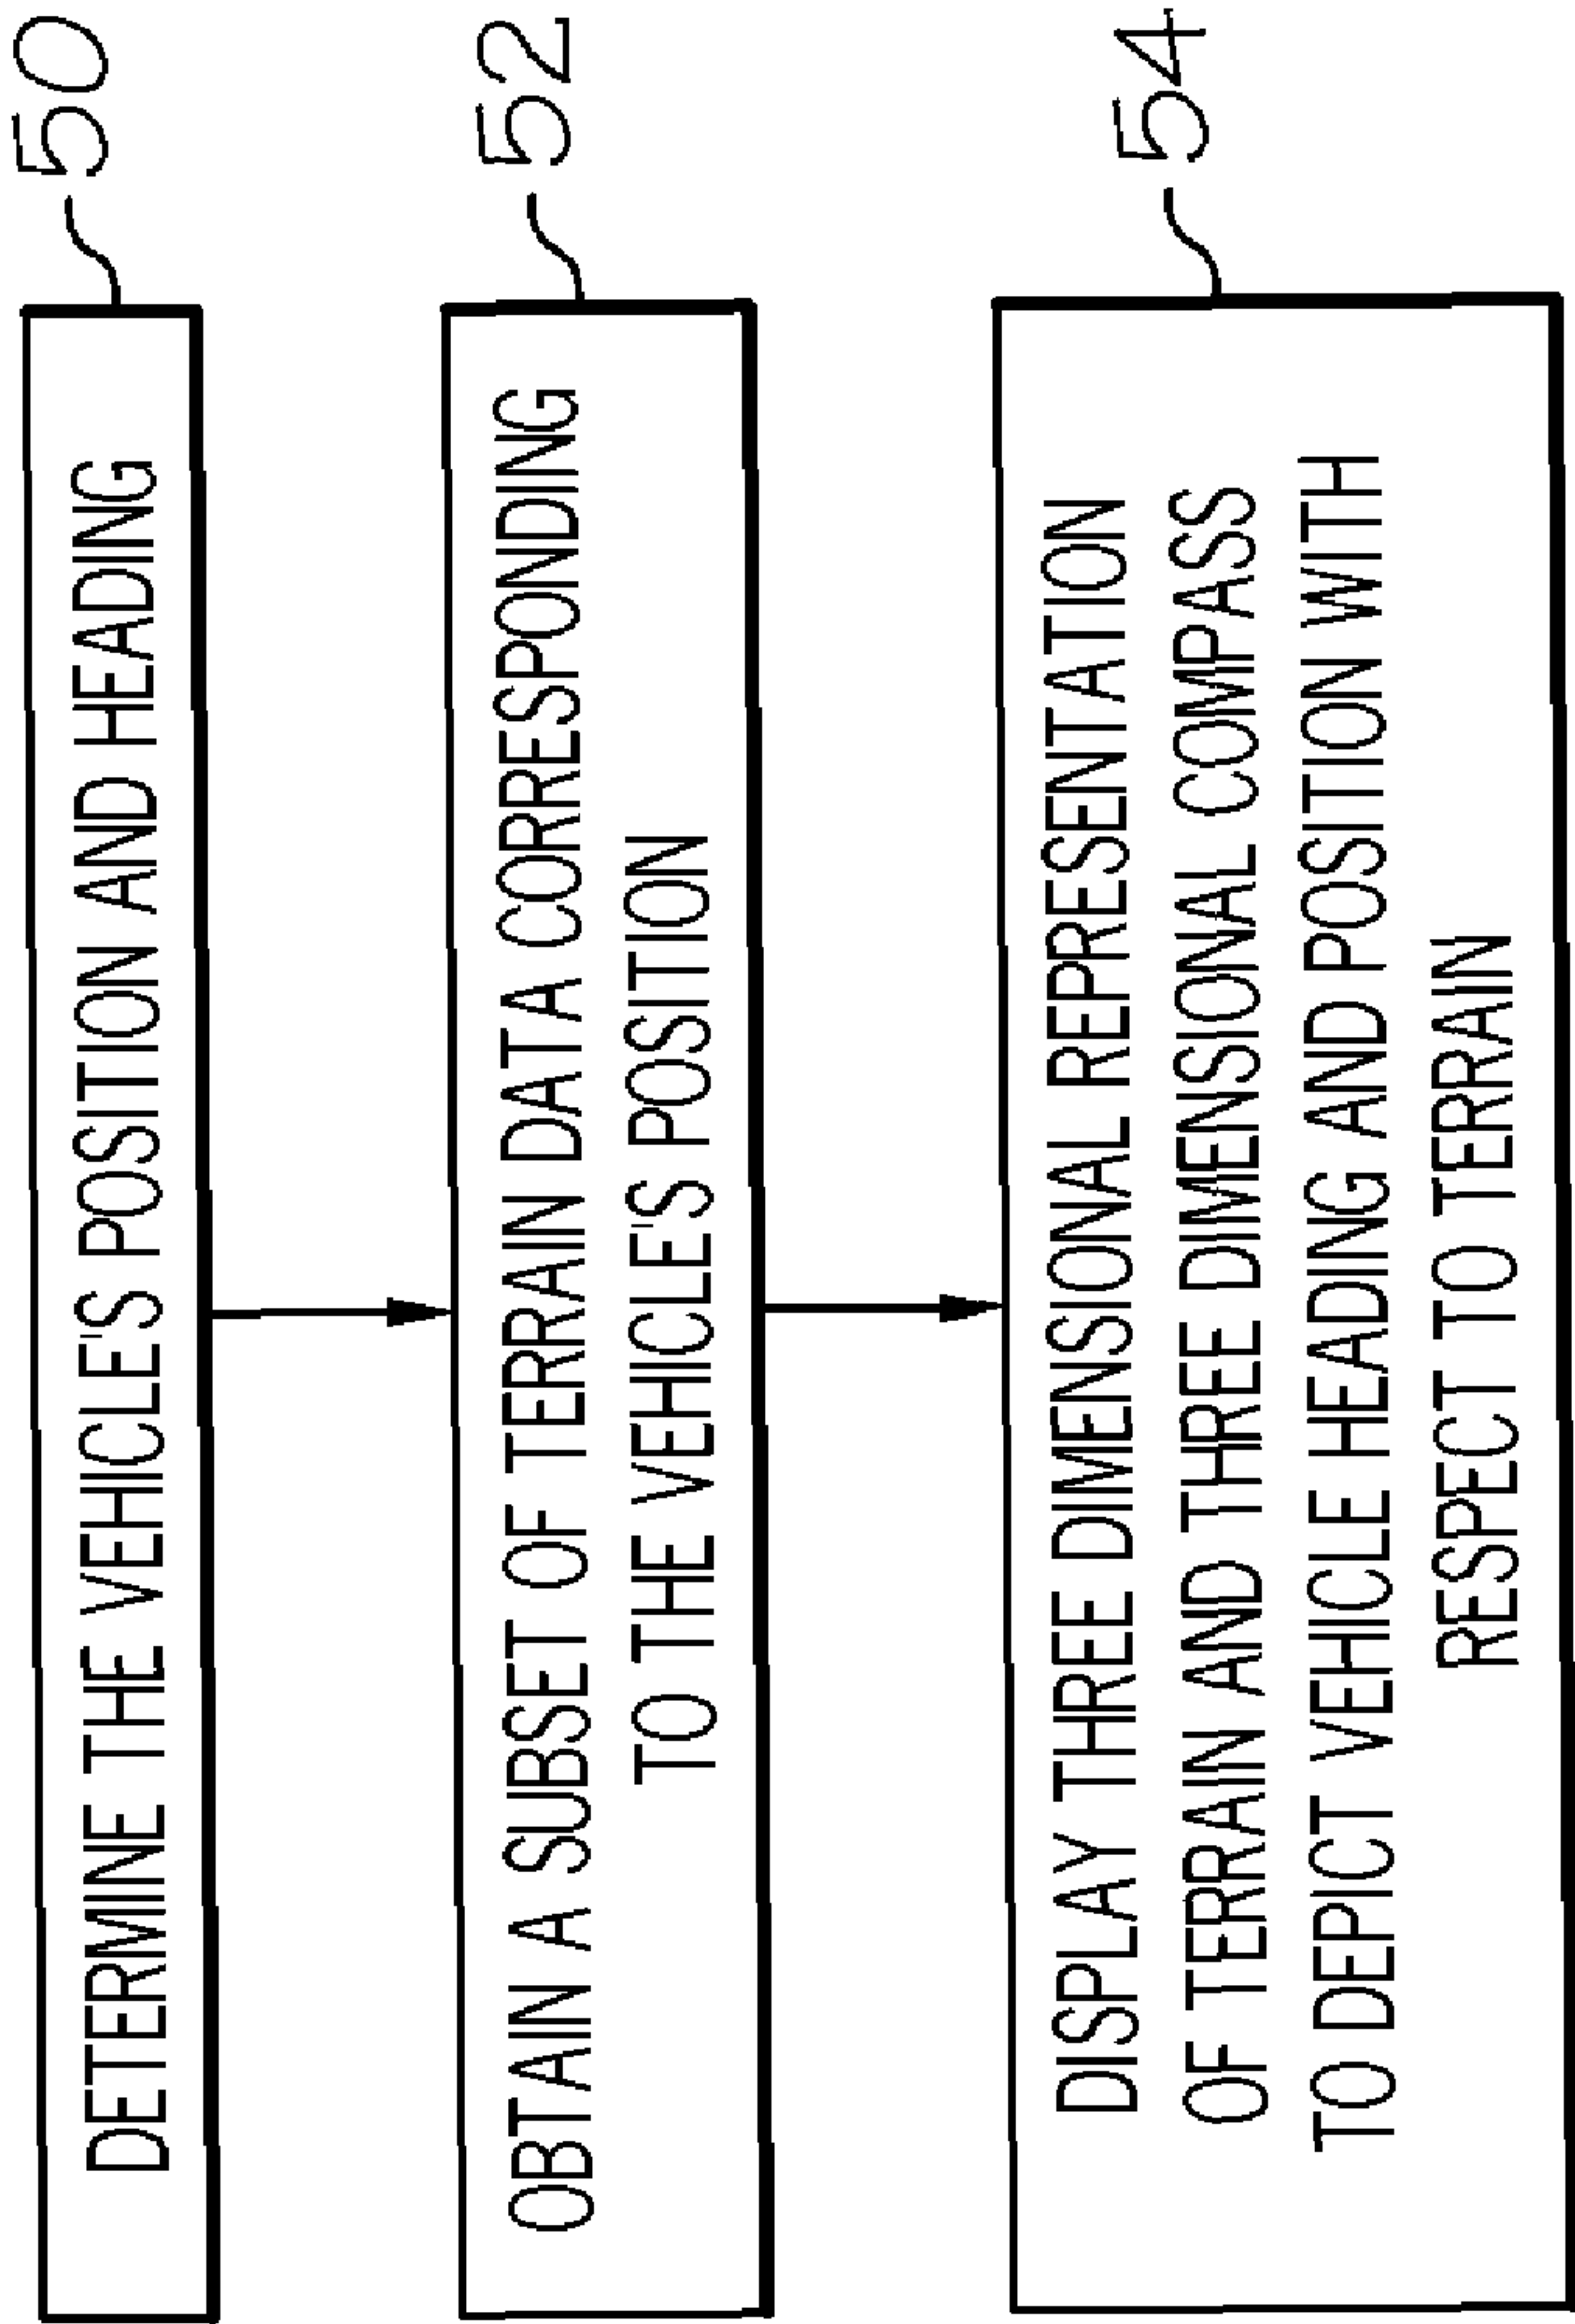 DETERMINE THE VEHICLE'S POSITION AND HEADING
50
OBTAIN A SUBSET OF TERRAIN DATA CORRESPONDING
TO THE VEHICLE'S POSITION
52
DISPLAY THREE DIMENSIONAL REPRESENTATION
OF TERRAIN AND THREE DIMENSIONAL COMPASS
TO DEPICT VEHICLE HEADING AND POSITION WITH
RESPECT TO TERRAIN
54